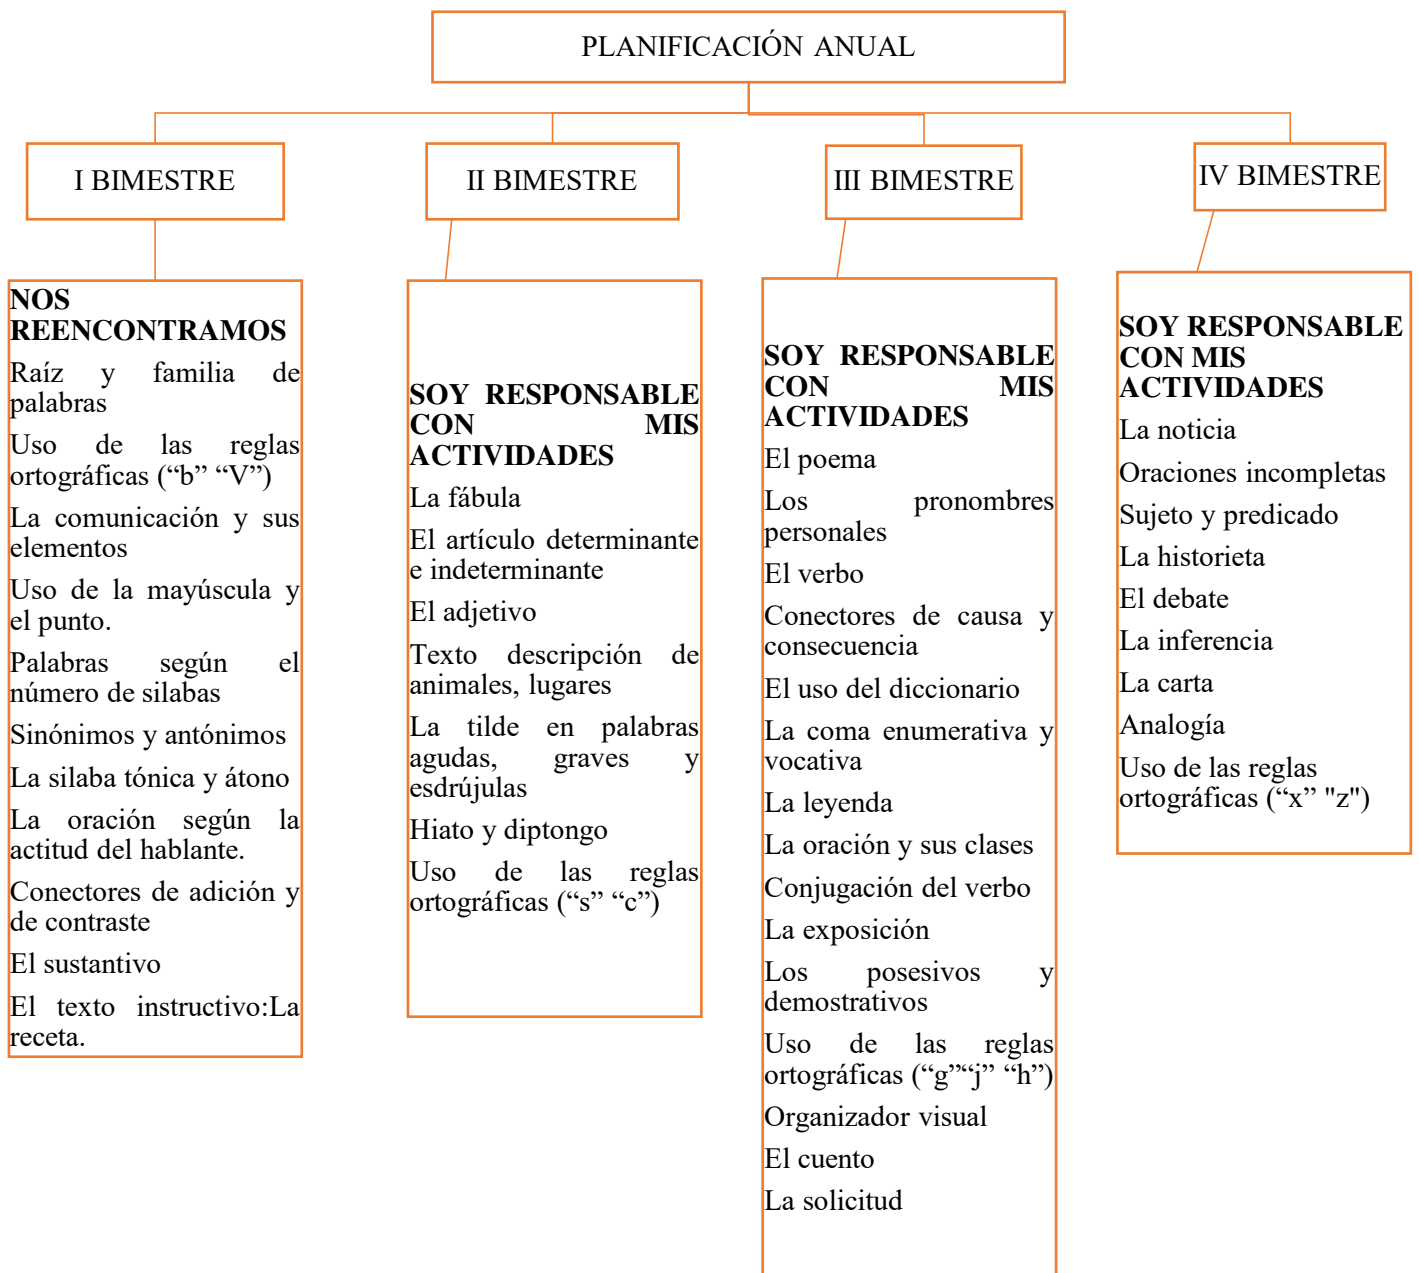 PLANIFICACIÓN ANUAL
I BIMESTRE
II BIMESTRE
III BIMESTRE
IV BIMESTRE
NOS
REENCONTRAMOS
Raíz y familia de
palabras
Uso de las reglas
ortográficas (“b” “V”)
La comunicación y sus
elementos
Uso de la mayúscula y
el punto.
Palabras según el
número de silabas
Sinónimos y antónimos
La silaba tónica y átono
La oración según la
actitud del hablante.
Conectores de adición y
de contraste
El sustantivo
El texto instructivo:La
receta.
SOY RESPONSABLE
CON MIS
ACTIVIDADES
La fábula
El artículo determinante
e indeterminante
El adjetivo
Texto descripción de
animales, lugares
La tilde en palabras
agudas, graves y
esdrújulas
Hiato y diptongo
Uso de las reglas
ortográficas (“s” “c”)
SOY RESPONSABLE
CON MIS
ACTIVIDADES
El poema
Los pronombres
personales
El verbo
Conectores de causa y
consecuencia
El uso del diccionario
La coma enumerativa y
vocativa
La leyenda
La oración y sus clases
Conjugación del verbo
La exposición
Los posesivos y
demostrativos
Uso de las reglas
ortográficas (“g”“j” “h”)
Organizador visual
El cuento
La solicitud
SOY RESPONSABLE
CON MIS
ACTIVIDADES
La noticia
Oraciones incompletas
Sujeto y predicado
La historieta
El debate
La inferencia
La carta
Analogía
Uso de las reglas
ortográficas (“x” "z")